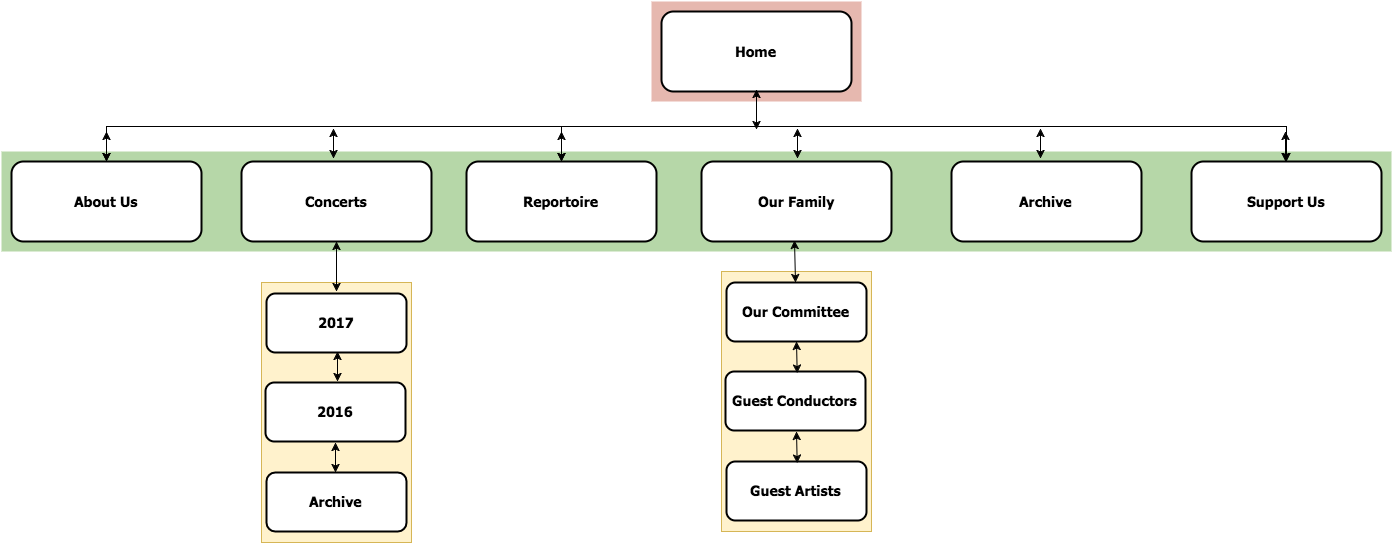 Home
About Us
Concerts
Reportoire
Our Family
Archive
Support Us
2017
2016
Archive
Our Committee
Guest Conductors
Guest Artists